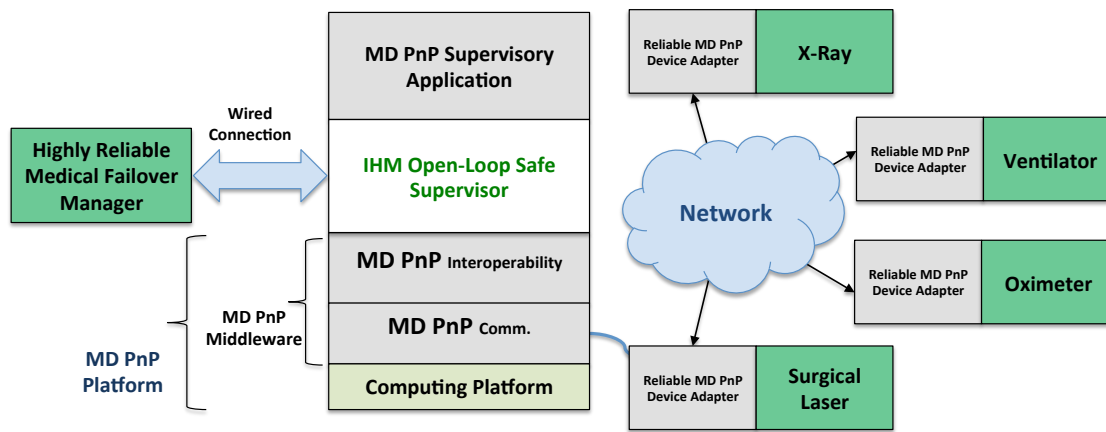 MD PnP Supervisory
Application
Wired
Connection
Highly Reliable
Medical Failover
Manager
IHM Open-Loop Safe
Supervisor
MD PnP Interoperability
MD PnP Comm.
Computing Platform
MD PnP
Middleware
MD PnP
Platform
Reliable MD PnP
Device Adapter
X-Ray
Network
Reliable MD PnP
Device Adapter
Ventilator
Reliable MD PnP
Device Adapter
Oximeter
Reliable MD PnP
Device Adapter
Surgical
Laser